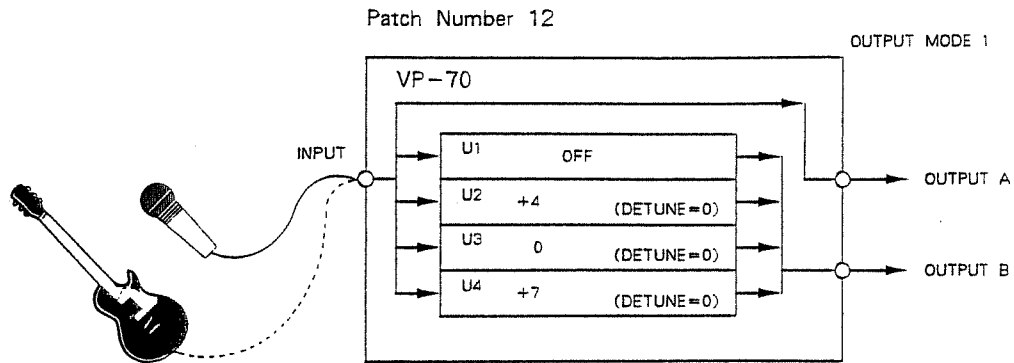 Patch Number 12
OUTPUT MODE 1
VP-70
INPUT
U1 OFF
U2 +4 (DETUNE=0)
U3 0 (DETUNE=0)
U4 +7 (DETUNE=0)
OUTPUT A
OUTPUT B